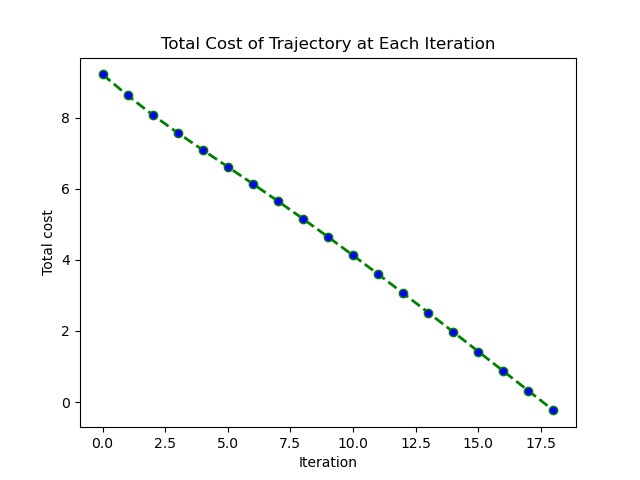 Total Cost of Trajectory at Each Iteration
8
6
4
2
0
Total cost
0.0 2.5 5.0 7.5 10.0 12.5 15.0 17.5
Iteration